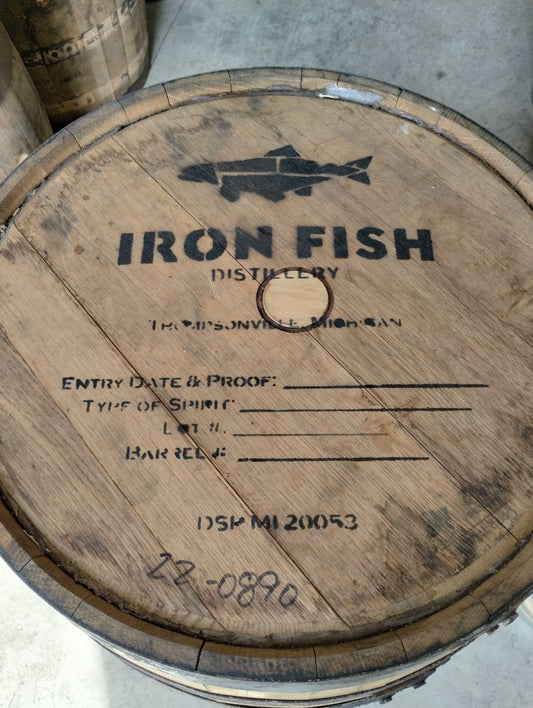 IRON FISH
DISTILLERY
THOMPSONVILLE, MICHIGAN
ENTRY DATE & PROOF:
TYPE OF SPIRIT:
LOT #:
BARREL #:
DSP MI 20053
22-0890